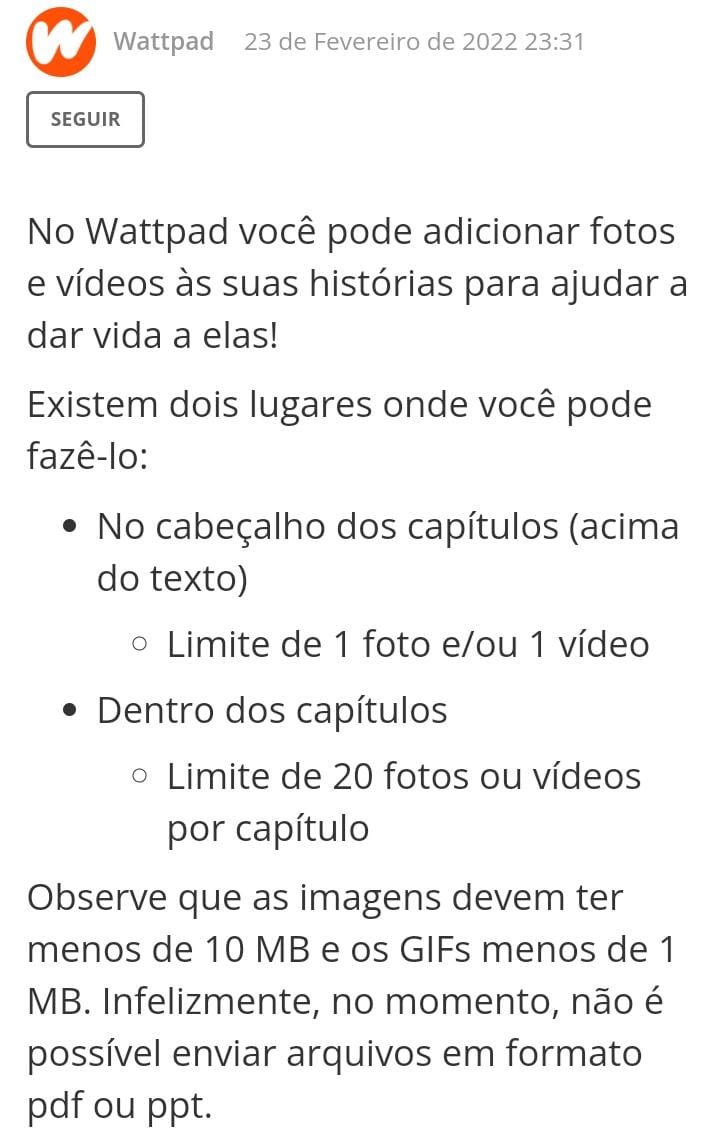 Wattpad 23 de Fevereiro de 2022 23:31
SEGUIR
No Wattpad você pode adicionar fotos
e vídeos às suas histórias para ajudar a
dar vida a elas!
Existem dois lugares onde você pode
fazê-lo:
• No cabeçalho dos capítulos (acima
do texto)
○ Limite de 1 foto e/ou 1 vídeo
• Dentro dos capítulos
○ Limite de 20 fotos ou vídeos
por capítulo
Observe que as imagens devem ter
menos de 10 MB e os GIFs menos de 1
MB. Infelizmente, no momento, não é
possível enviar arquivos em formato
pdf ou ppt.